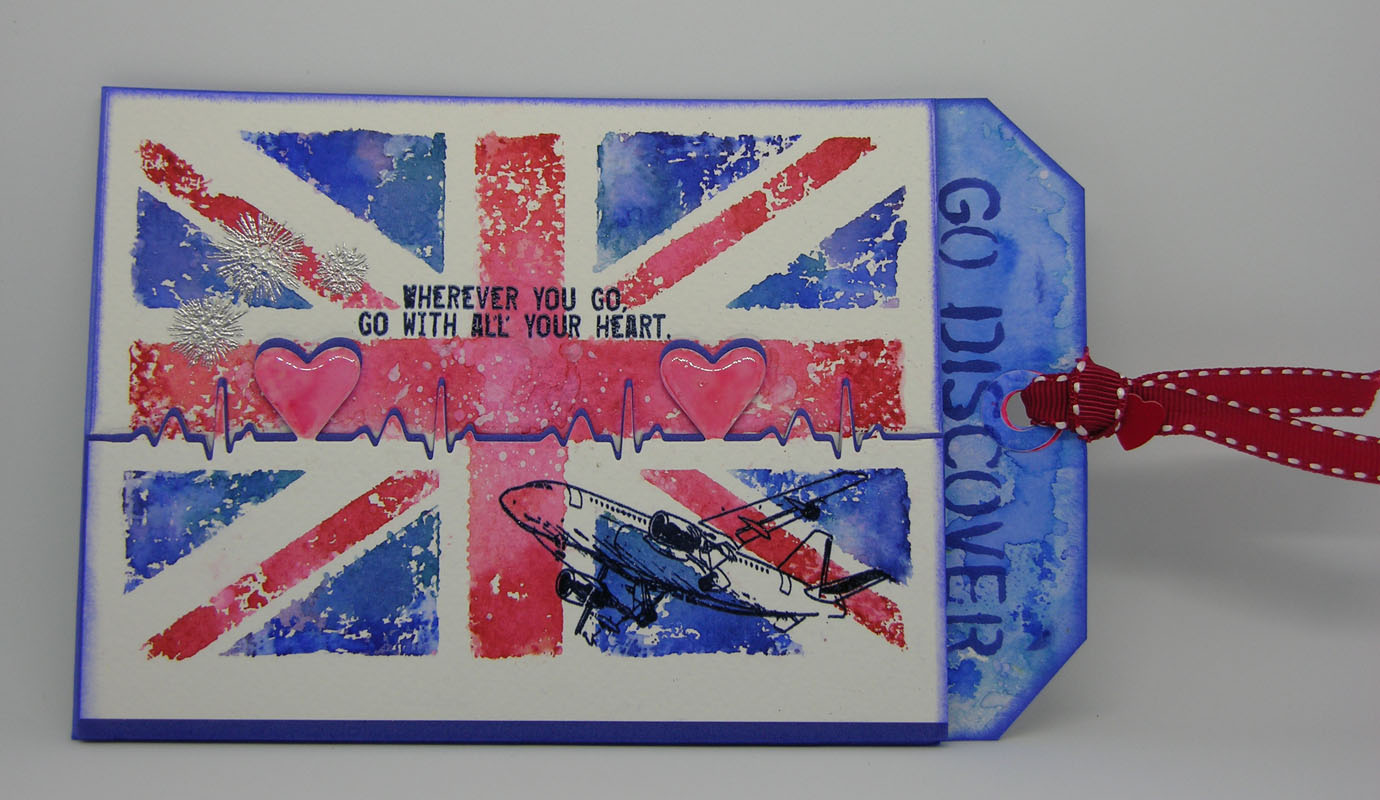 WHEREVER YOU GO,
GO WITH ALL YOUR HEART.
GO DISCOVER